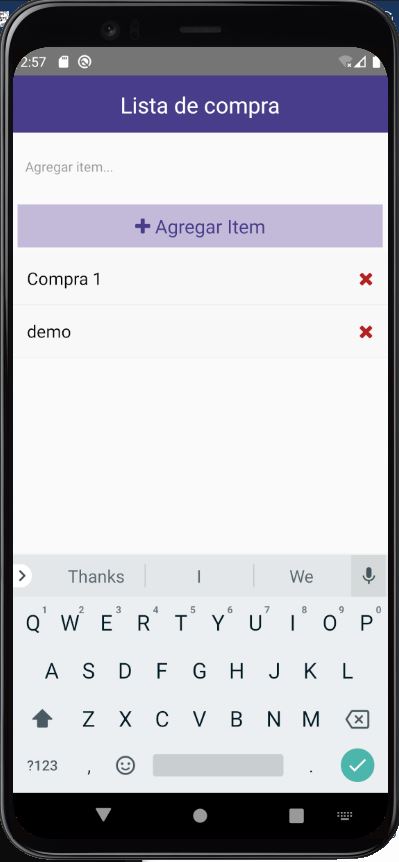 2:57
Lista de compra
Agregar item...
Agregar Item
Compra 1
demo
Thanks I We
1 2 3 4 5 6 7 8 9 0
Q W E R T Y U I O P
A S D F G H J K L
Z X C V B N M
?123 , .